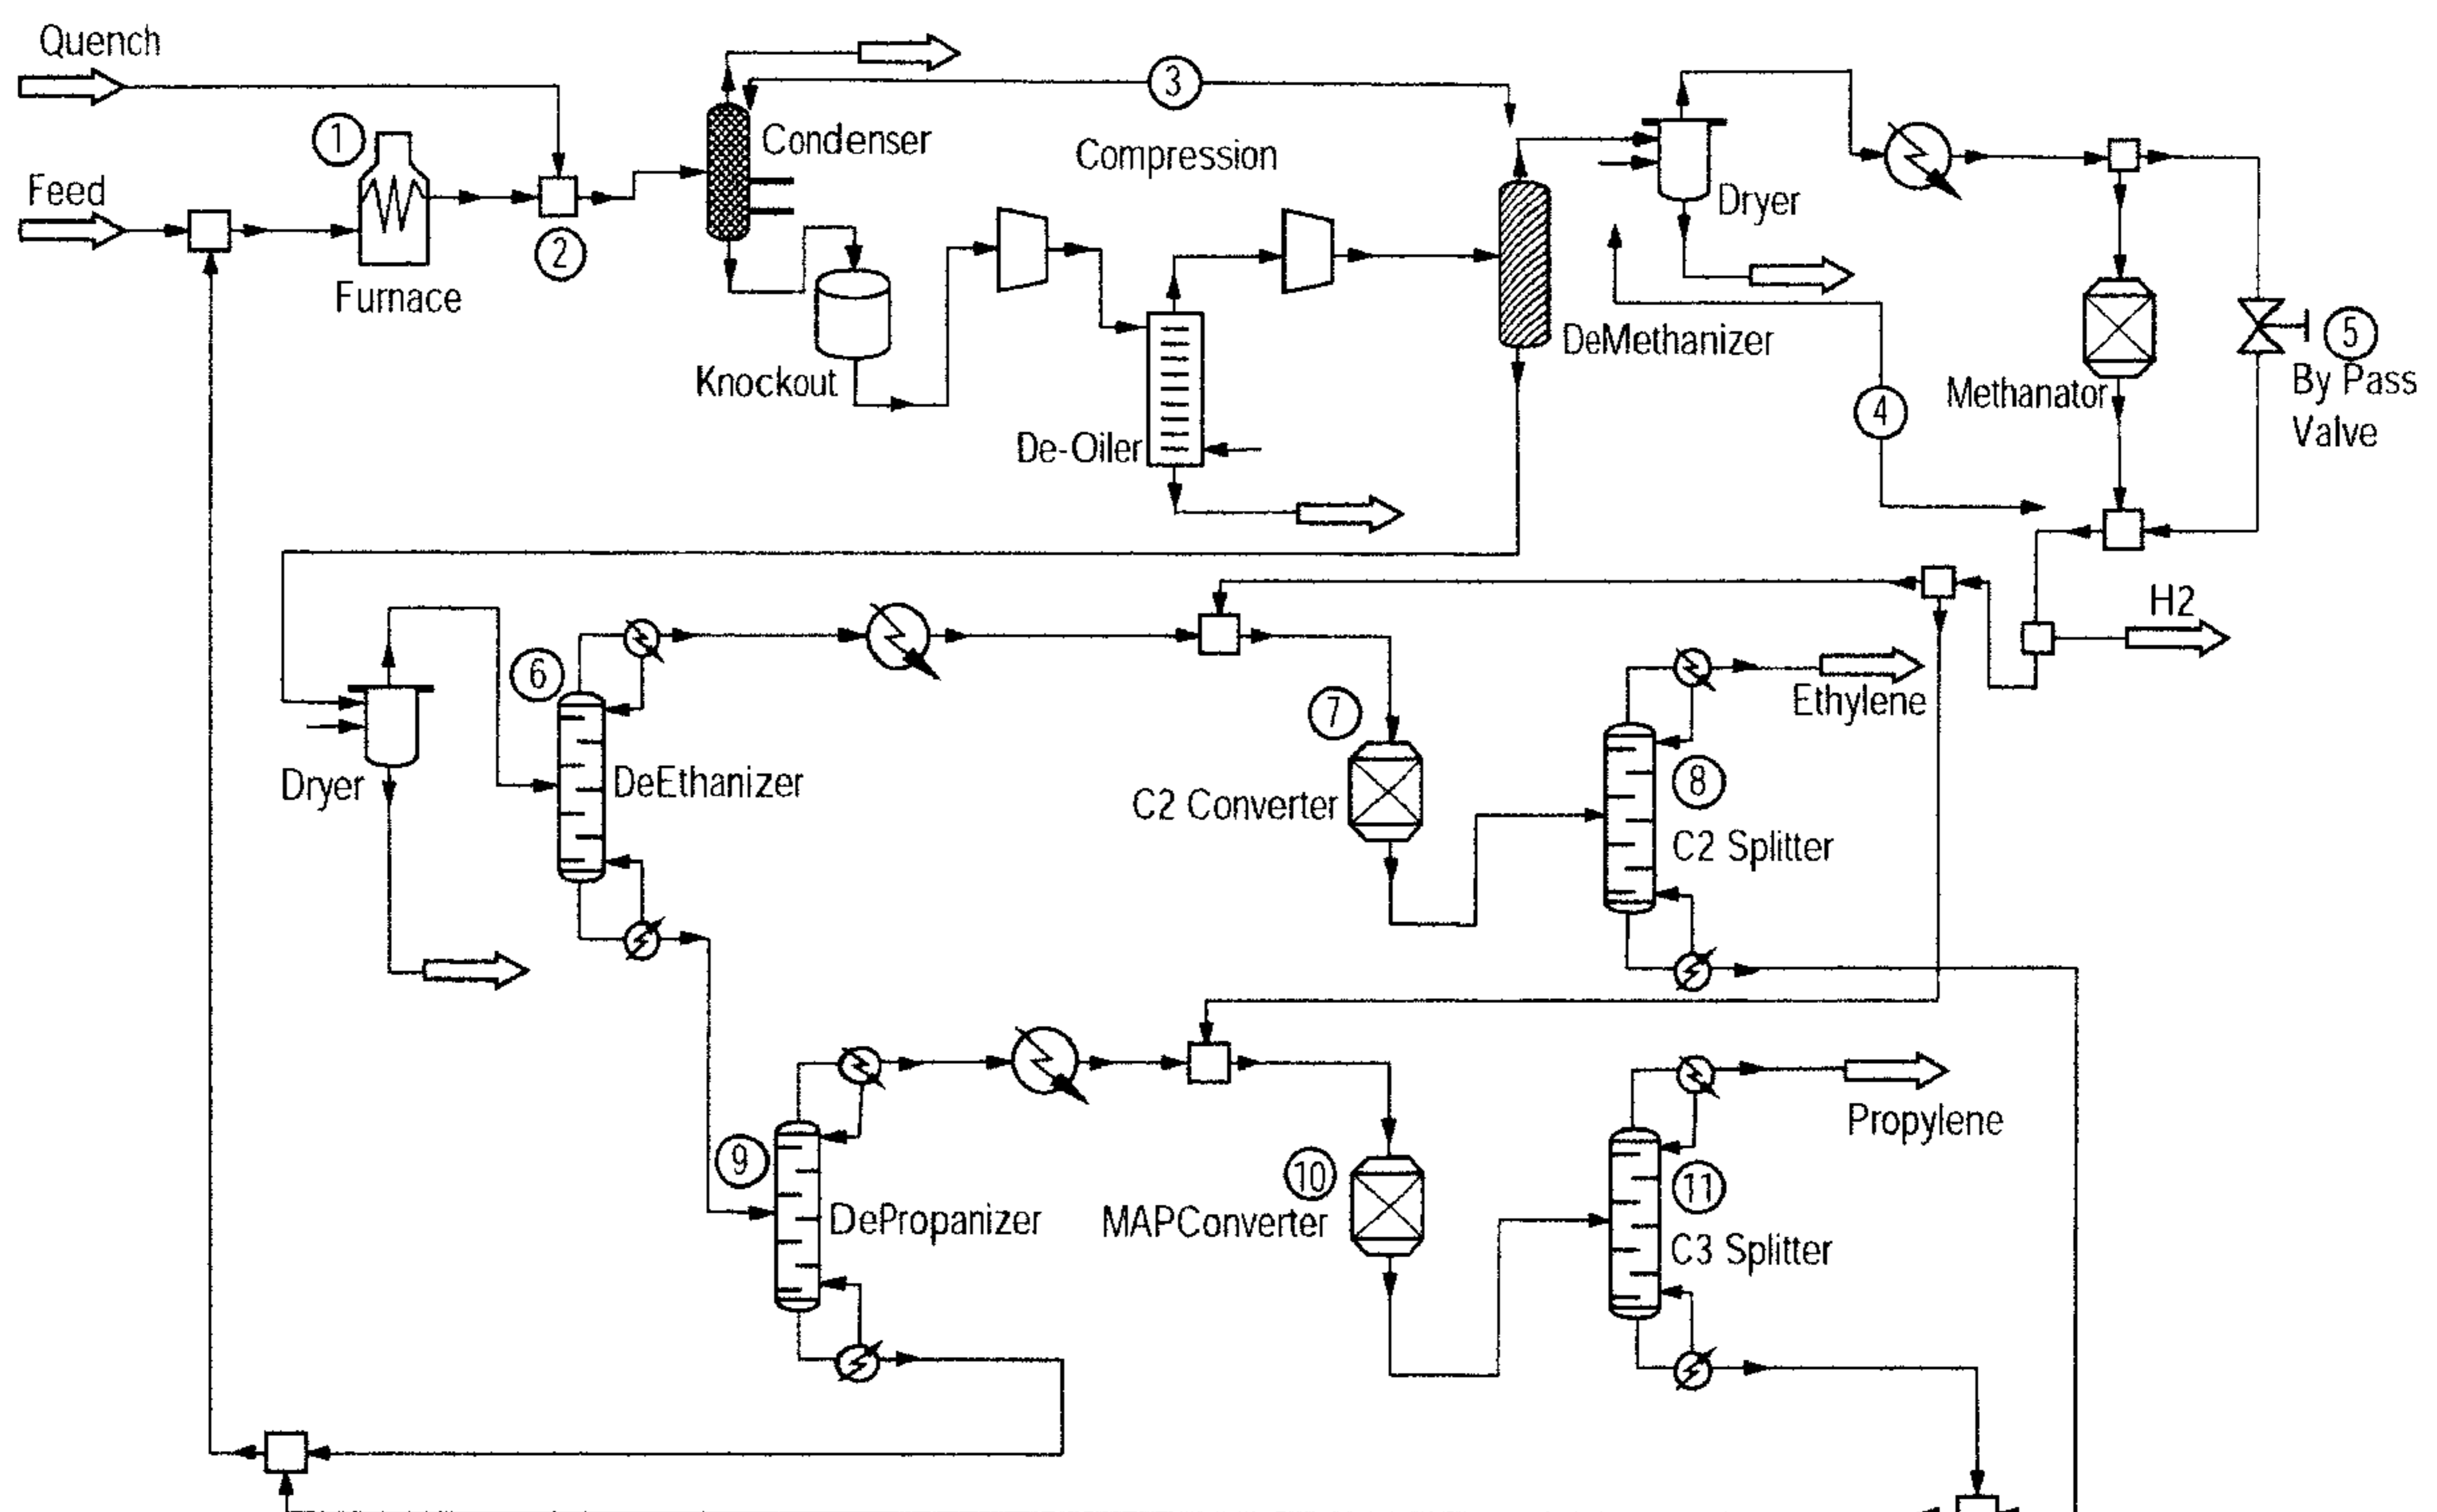 Quench
3
1
Condenser
Compression
Feed
Dryer
2
Furnace
5
DeMethanizer
By Pass
Valve
Knockout
Methanator
4
De-Oiler
H2
6
Ethylene
7
Dryer
DeEthanizer
8
C2 Converter
C2 Splitter
Propylene
9
10
11
DePropanizer
MAPConverter
C3 Splitter